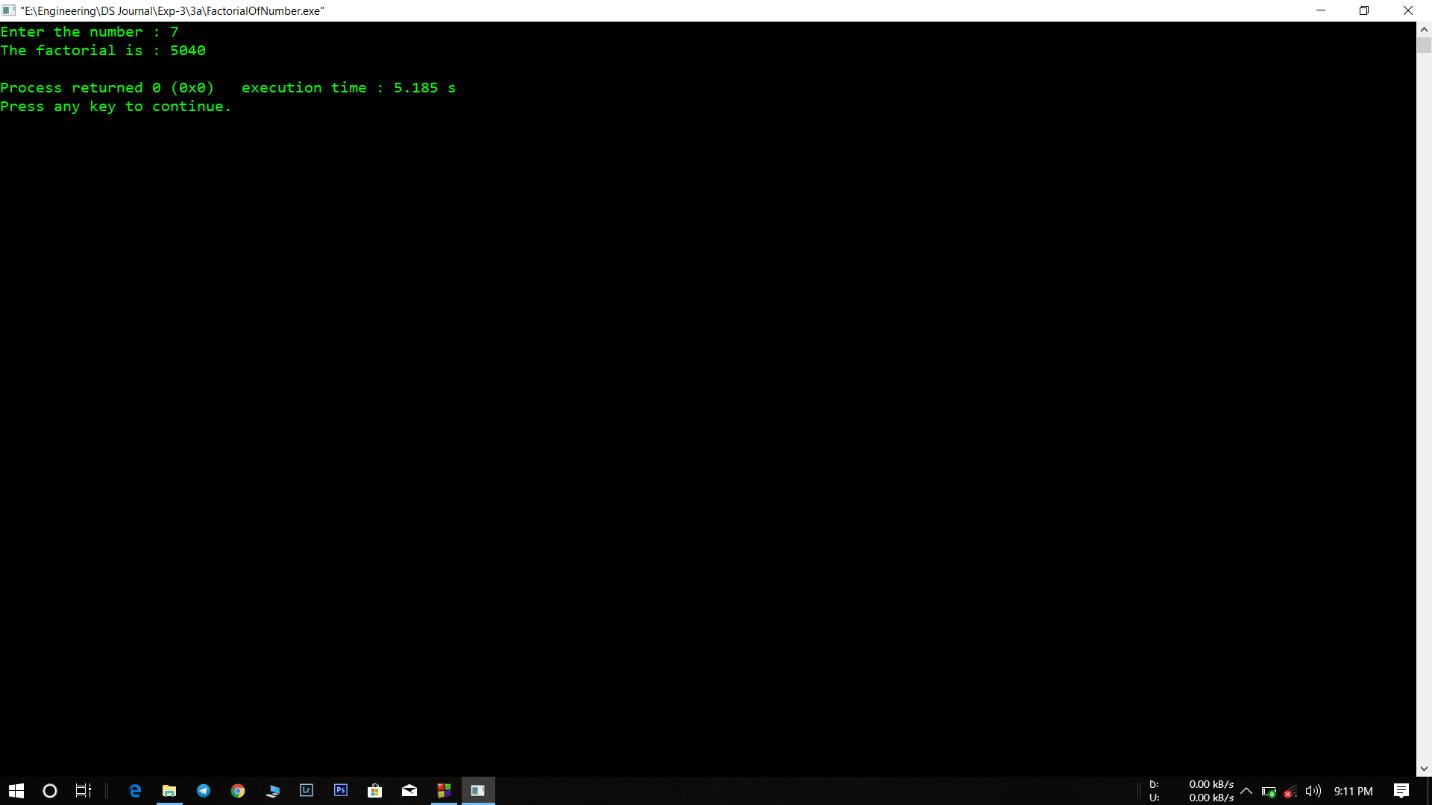 "E:\Engineering\DS Journal\Exp-3\3a\FactorialOfNumber.exe"
Enter the number : 7
The factorial is : 5040
Process returned 0 (0x0)   execution time : 5.185 s
Press any key to continue.
Lr
Ps
D: 0.00 kB/s
U: 0.00 kB/s
9:11 PM